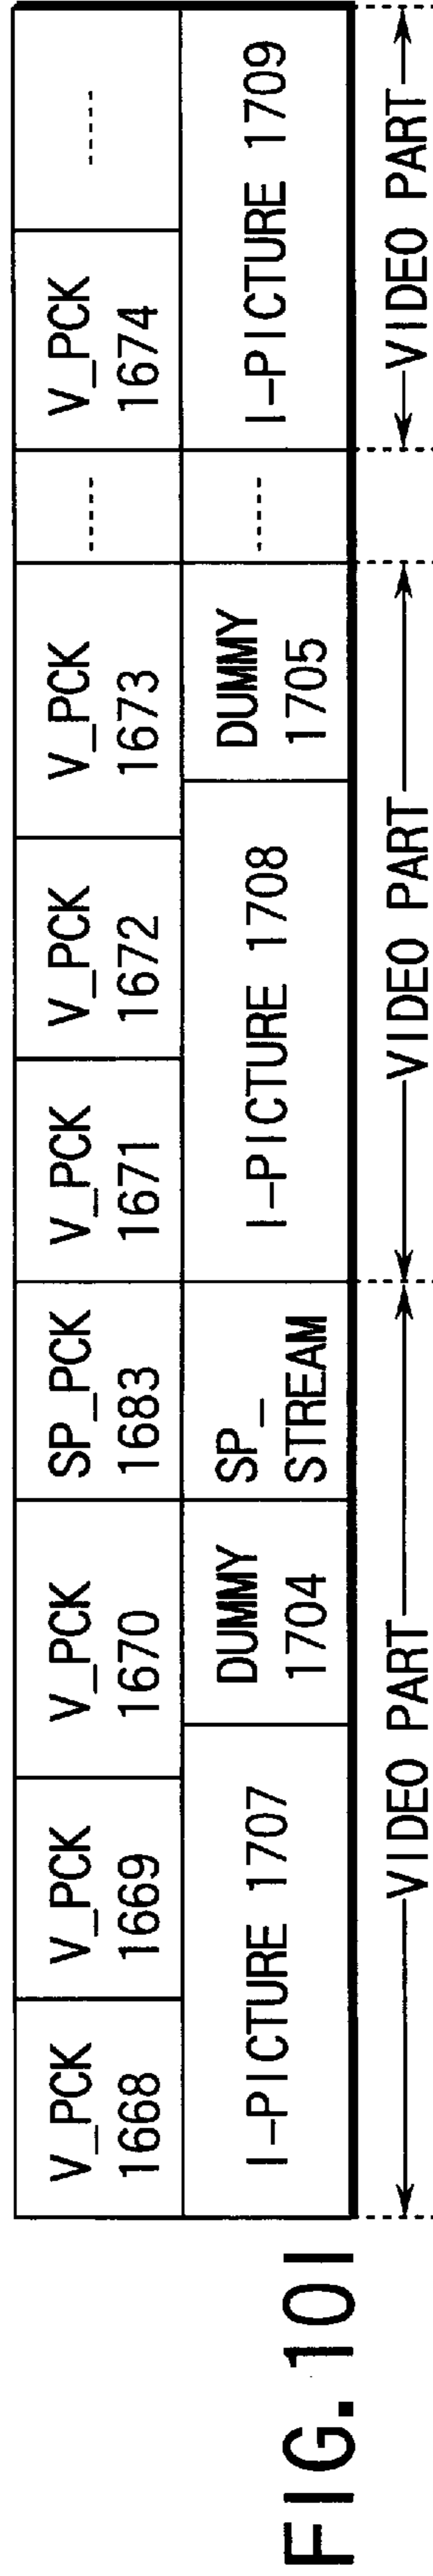 V_PCK
1668
V_PCK
1669
V_PCK
1670
SP_PCK
1683
V_PCK
1671
V_PCK
1672
V_PCK
1673
-----
V_PCK
1674
-----
I-PICTURE 1707
DUMMY
1704
SP_
STREAM
I-PICTURE 1708
DUMMY
1705
-----
I-PICTURE 1709
VIDEO PART
VIDEO PART
VIDEO PART
FIG. 10I